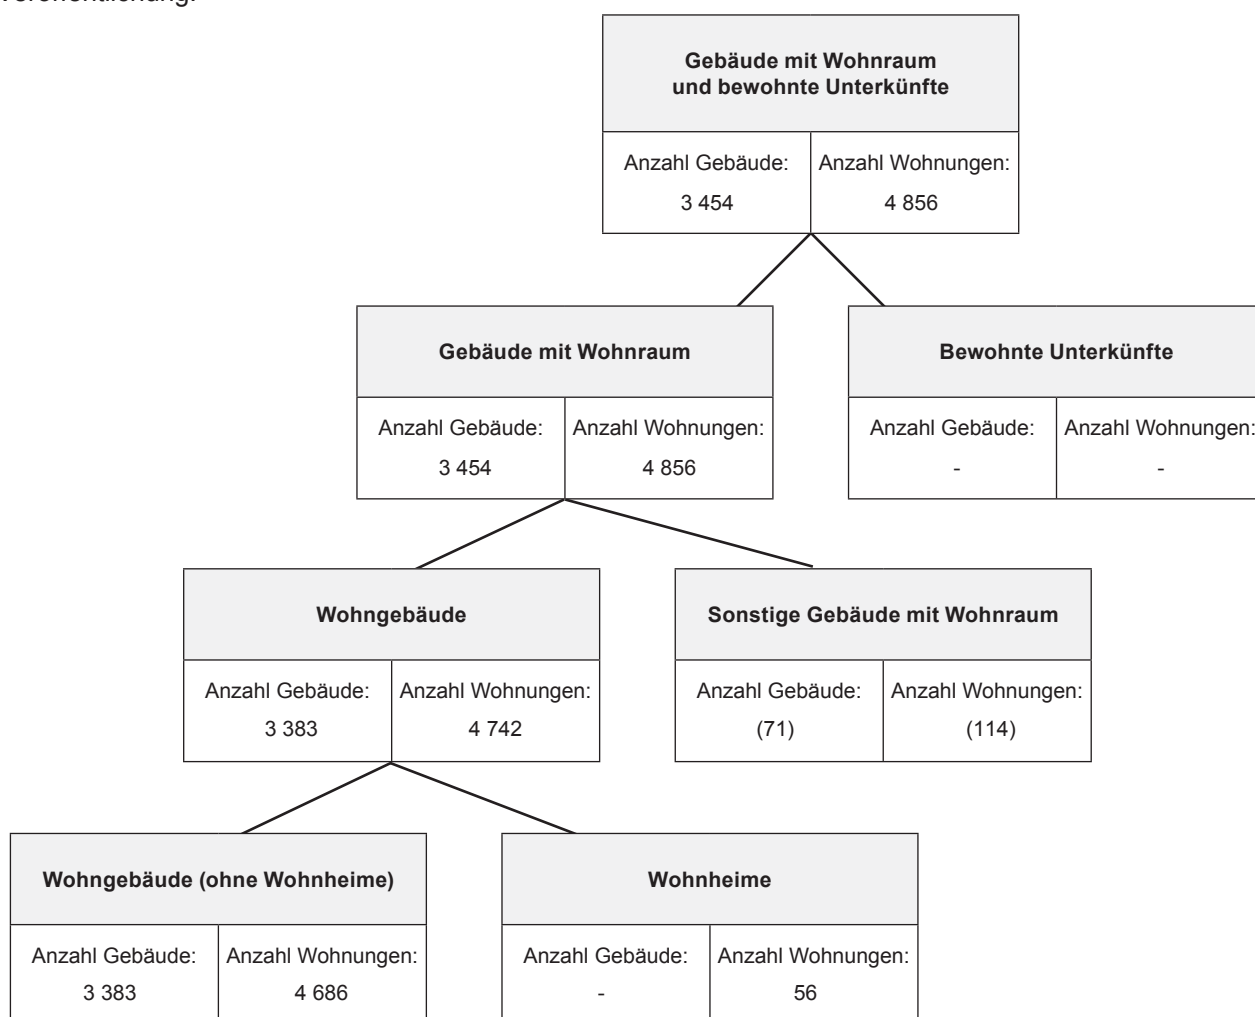 Veröffentlichung.
Gebäude mit Wohnraum
und bewohnte Unterkünfte
Anzahl Gebäude: Anzahl Wohnungen:
3 454 4 856
Gebäude mit Wohnraum
Bewohnte Unterkünfte
Anzahl Gebäude: Anzahl Wohnungen:
3 454 4 856
Anzahl Gebäude: Anzahl Wohnungen:
- -
Wohngebäude
Sonstige Gebäude mit Wohnraum
Anzahl Gebäude: Anzahl Wohnungen:
3 383 4 742
Anzahl Gebäude: Anzahl Wohnungen:
(71) (114)
Wohngebäude (ohne Wohnheime)
Wohnheime
Anzahl Gebäude: Anzahl Wohnungen:
3 383 4 686
Anzahl Gebäude: Anzahl Wohnungen:
- 56